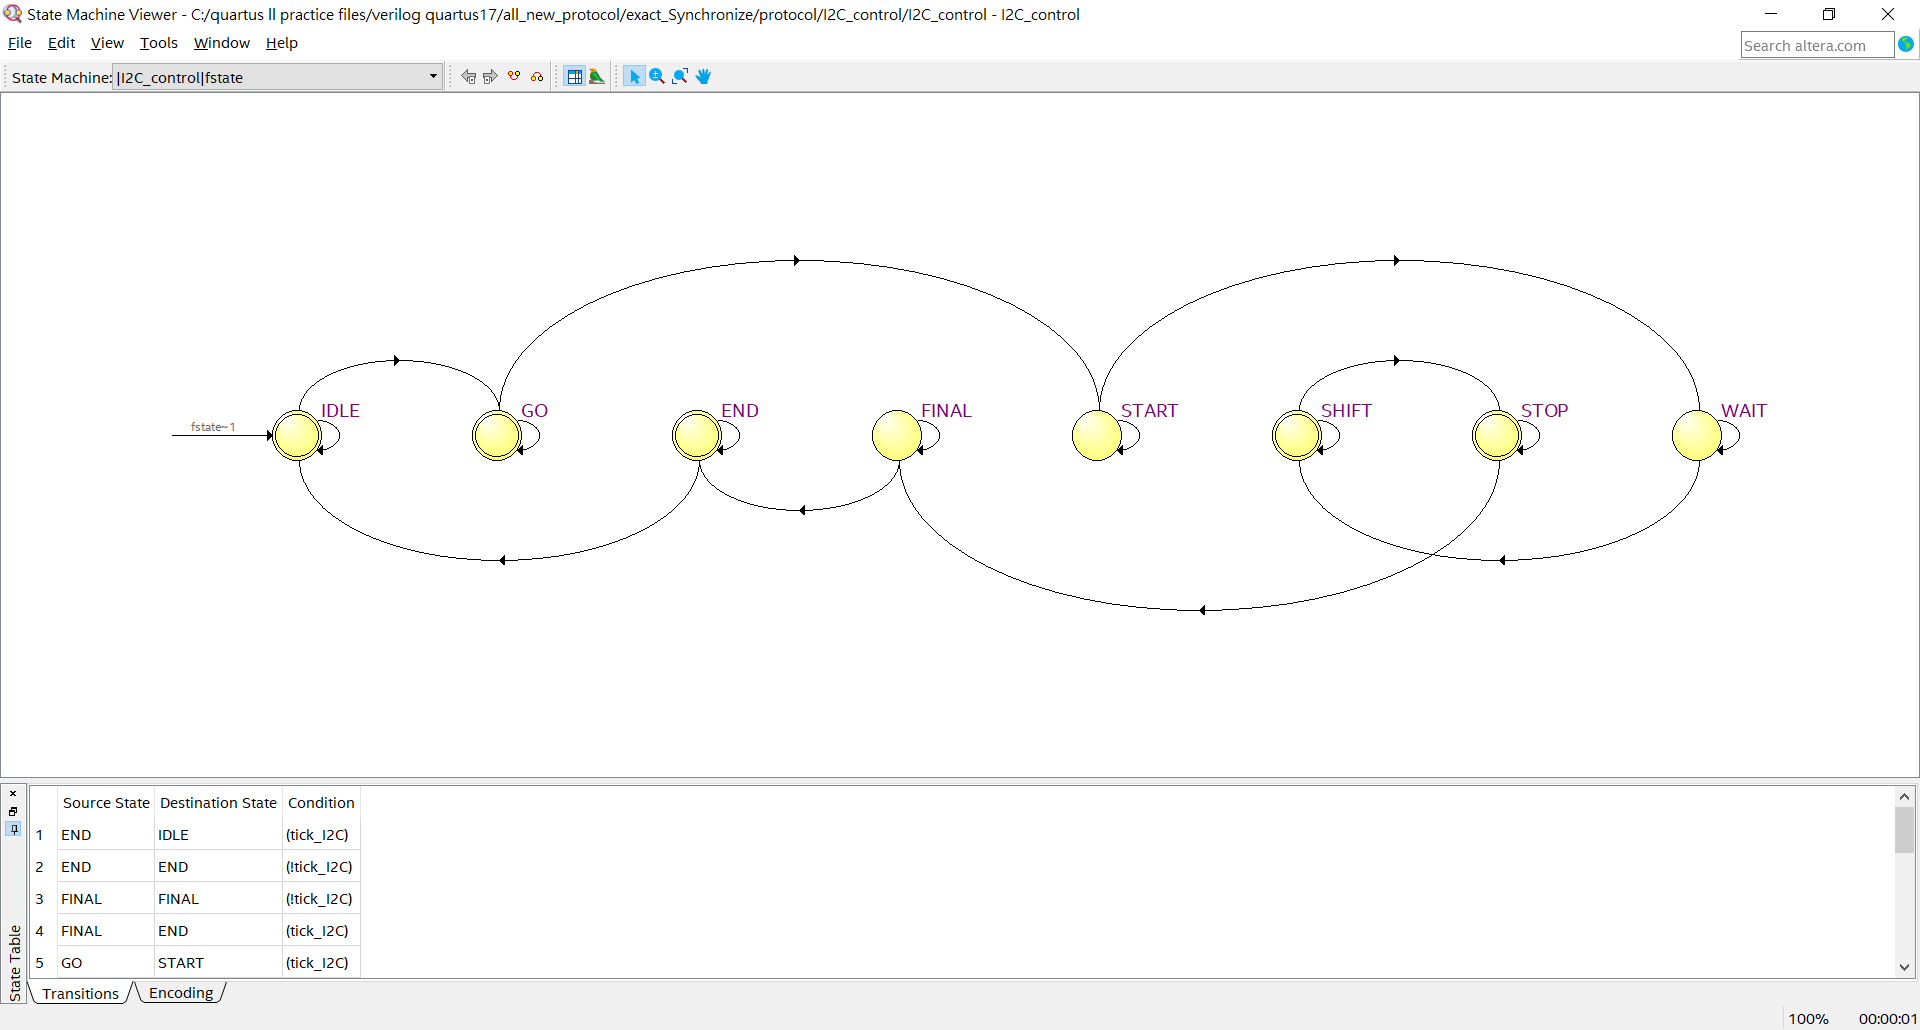 State Machine Viewer - C:/quartus ll practice files/verilog quartus17/all_new_protocol/exact_Synchronize/protocol/I2C_control/I2C_control - I2C_control
File Edit View Tools Window Help
Search altera.com
State Machine: |I2C_control|fstate
fstate~1
IDLE GO END FINAL START SHIFT STOP WAIT
Source State Destination State Condition
1 END IDLE (tick_I2C)
2 END END (!tick_I2C)
3 FINAL FINAL (!tick_I2C)
4 FINAL END (tick_I2C)
5 GO START (tick_I2C)
State Table
Transitions Encoding
100% 00:00:01